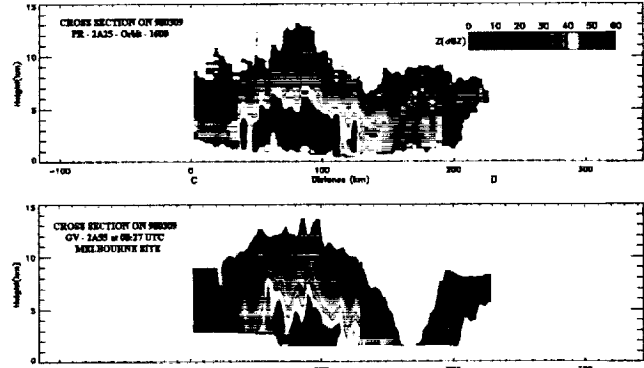 CROSS SECTION ON 980309
PR - 2A25 - Orbit - 1608
Z(dBZ)
0 10 20 30 40 50 60
Height(km)
15
10
5
0
-100 0 100 200 300
C Distance (km) D
CROSS SECTION ON 980309
GV - 2A55 at 08:27 UTC
MELBOURNE SITE
Height(km)
15
10
5
0